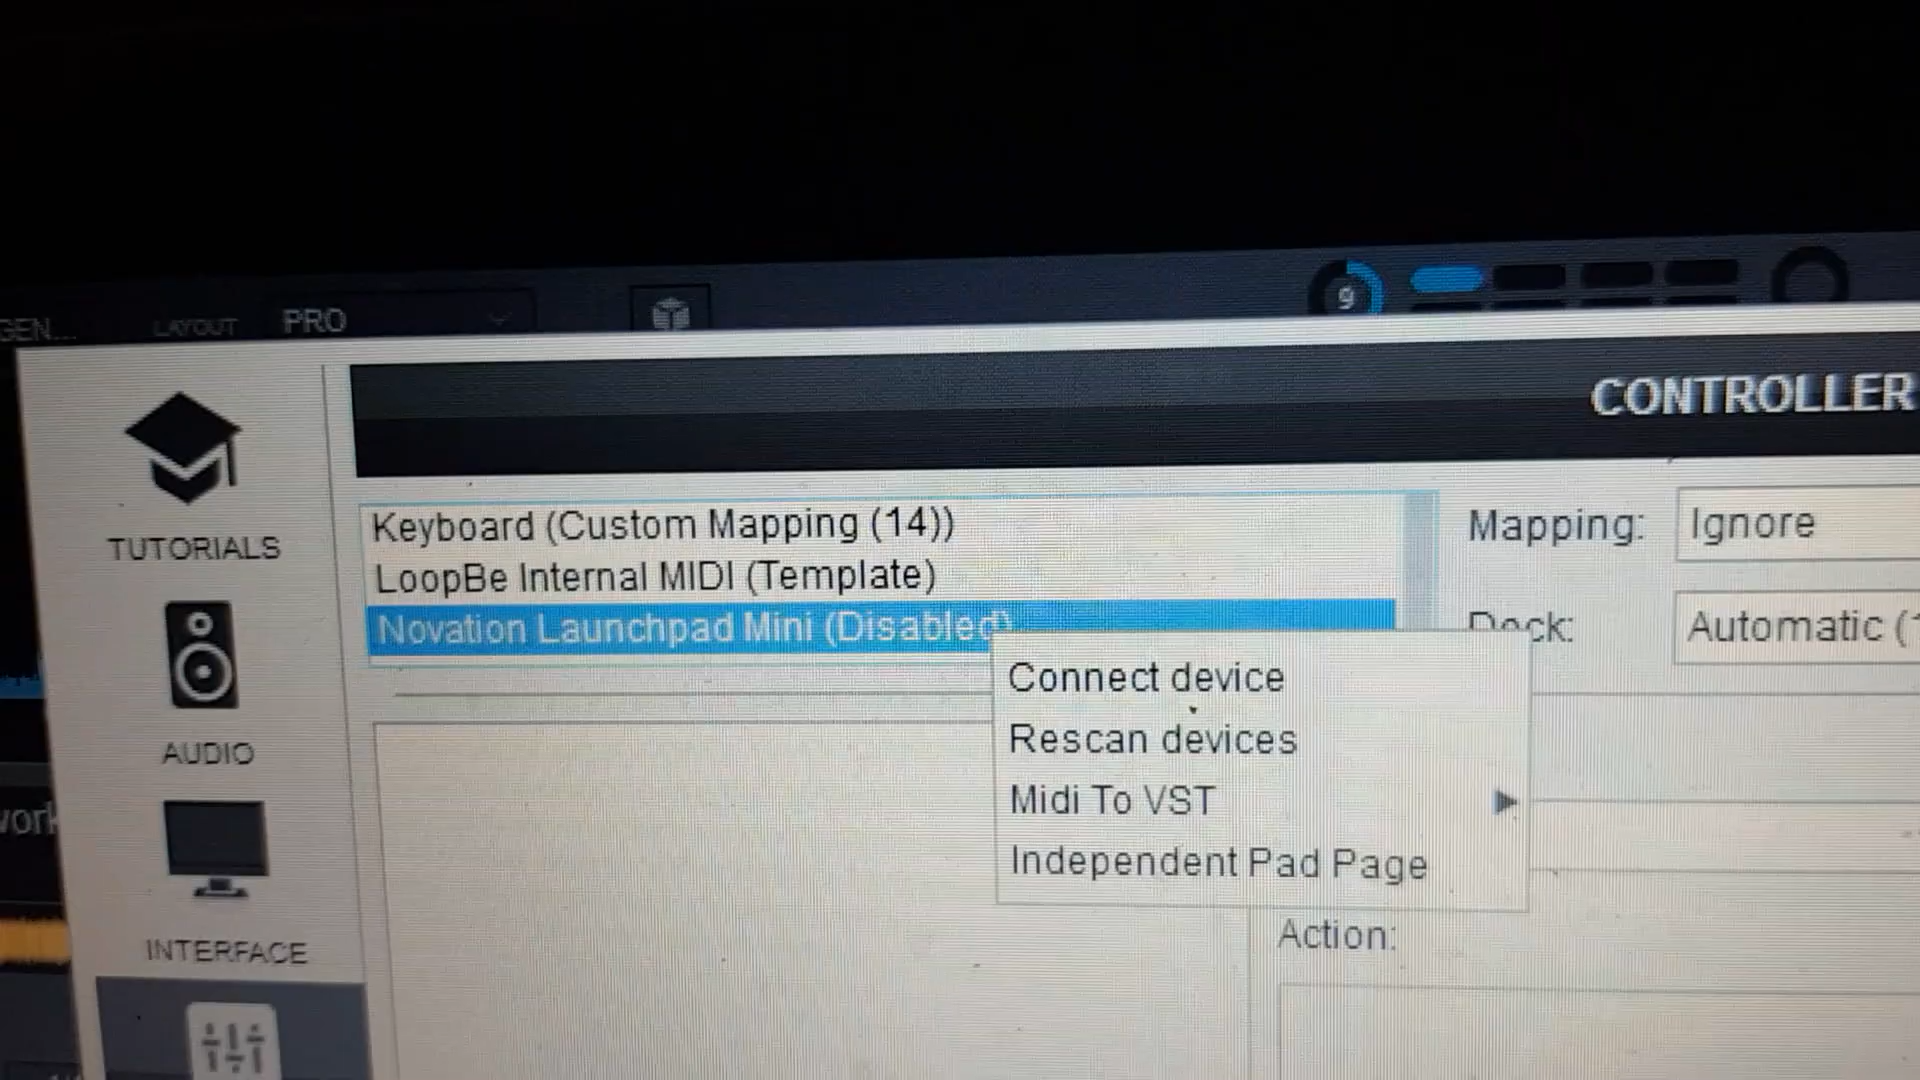 GEN...
LAYOUT
PRO
9
CONTROLLER
TUTORIALS
AUDIO
INTERFACE
Keyboard (Custom Mapping (14))
LoopBe Internal MIDI (Template)
Novation Launchpad Mini (Disabled)
Mapping:
Ignore
Deck:
Automatic (
Connect device
Rescan devices
Midi To VST
Independent Pad Page
Action: